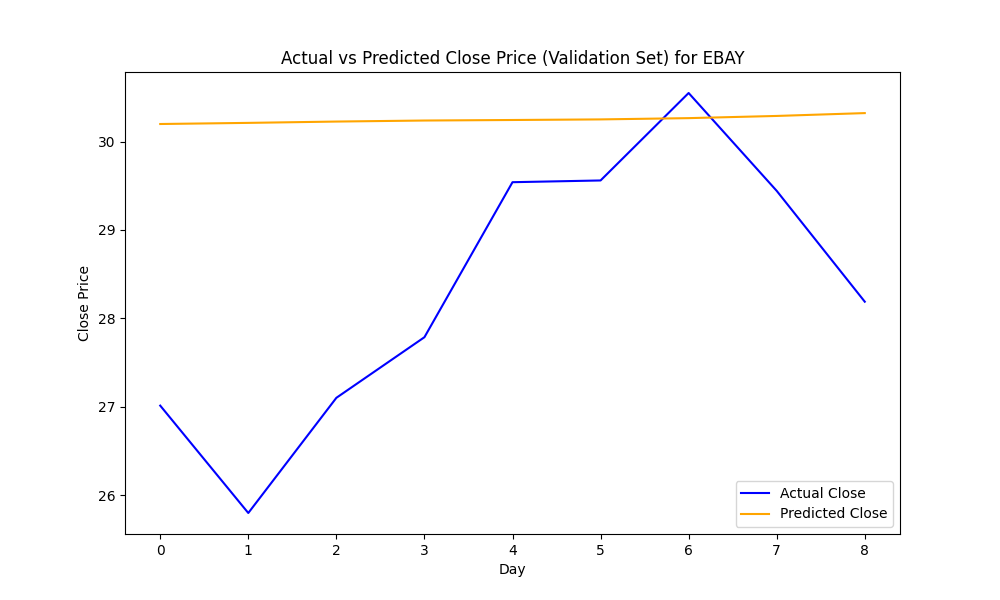 Actual vs Predicted Close Price (Validation Set) for EBAY
Close Price
30
29
28
27
26
0 1 2 3 4 5 6 7 8
Day
Actual Close
Predicted Close